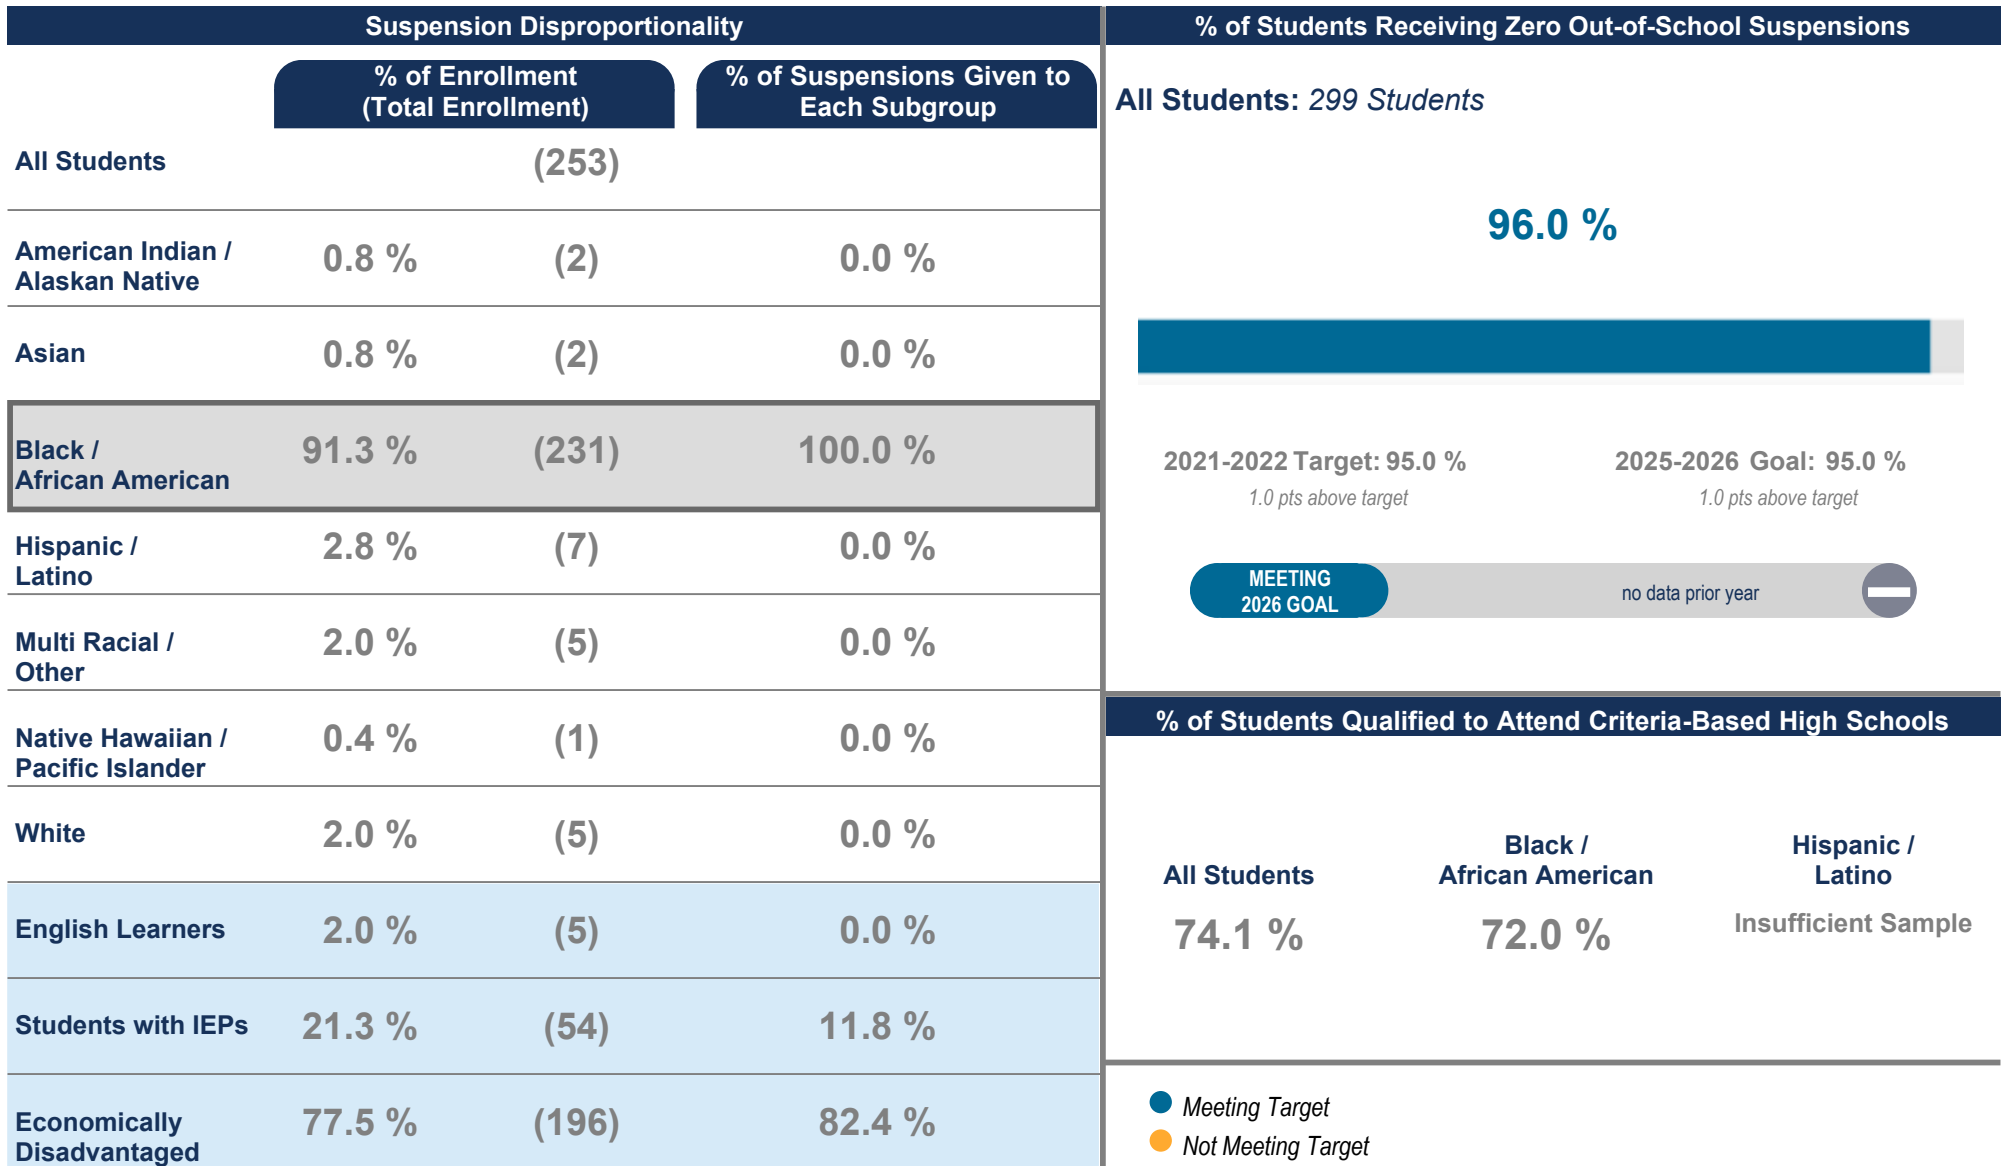 Suspension Disproportionality
% of Enrollment
(Total Enrollment)
% of Suspensions Given to
Each Subgroup
All Students (253)
American Indian /
Alaskan Native
0.8 % (2) 0.0 %
Asian 0.8 % (2) 0.0 %
Black /
African American
91.3 % (231) 100.0 %
Hispanic /
Latino
2.8 % (7) 0.0 %
Multi Racial /
Other
2.0 % (5) 0.0 %
Native Hawaiian /
Pacific Islander
0.4 % (1) 0.0 %
White 2.0 % (5) 0.0 %
English Learners 2.0 % (5) 0.0 %
Students with IEPs 21.3 % (54) 11.8 %
Economically
Disadvantaged
77.5 % (196) 82.4 %
% of Students Receiving Zero Out-of-School Suspensions
All Students: 299 Students
96.0 %
2021-2022 Target: 95.0 %
1.0 pts above target
2025-2026 Goal: 95.0 %
1.0 pts above target
MEETING
2026 GOAL
no data prior year
% of Students Qualified to Attend Criteria-Based High Schools
All Students
74.1 %
Black /
African American
72.0 %
Hispanic /
Latino
Insufficient Sample
Meeting Target
Not Meeting Target